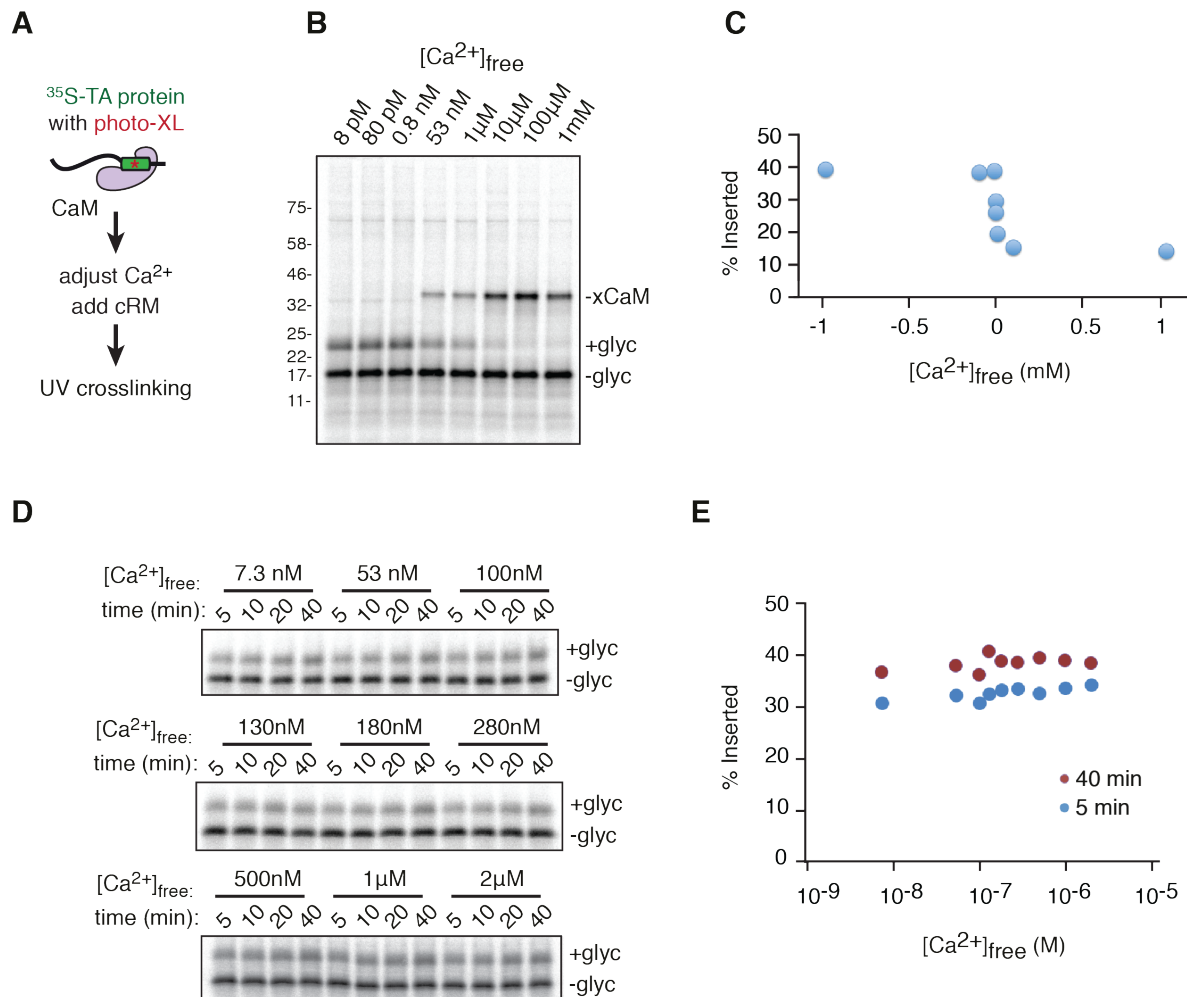 A
³⁵S-TA protein
with photo-XL
*
CaM
adjust Ca²⁺
add cRM
UV crosslinking
B
[Ca²⁺]free
8 pM 80 pM 0.8 nM 53 nM 1µM 10µM 100µM 1mM
75-
58-
46-
32-
25-
22-
17-
11-
-xCaM
+glyc
-glyc
C
% Inserted
50
40
30
20
10
0
-1 -0.5 0 0.5 1
[Ca²⁺]free (mM)
D
[Ca²⁺]free: 7.3 nM 53 nM 100nM
time (min): 5 10 20 40 5 10 20 40 5 10 20 40
+glyc
-glyc
[Ca²⁺]free: 130nM 180nM 280nM
time (min): 5 10 20 40 5 10 20 40 5 10 20 40
+glyc
-glyc
[Ca²⁺]free: 500nM 1µM 2µM
time (min): 5 10 20 40 5 10 20 40 5 10 20 40
+glyc
-glyc
E
% Inserted
50
40
30
20
10
0
40 min
5 min
10⁻⁹ 10⁻⁸ 10⁻⁷ 10⁻⁶ 10⁻⁵
[Ca²⁺]free (M)